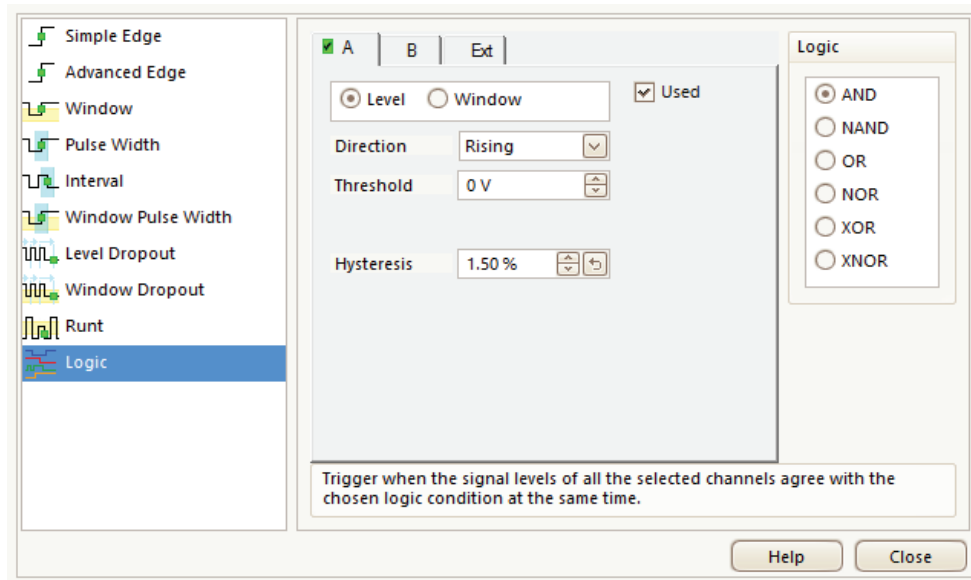 Simple Edge
Advanced Edge
Window
Pulse Width
Interval
Window Pulse Width
Level Dropout
Window Dropout
Runt
Logic
A B Ext
Level Window Used
Direction Rising
Threshold 0 V
Hysteresis 1.50 %
Logic
AND
NAND
OR
NOR
XOR
XNOR
Trigger when the signal levels of all the selected channels agree with the
chosen logic condition at the same time.
Help Close